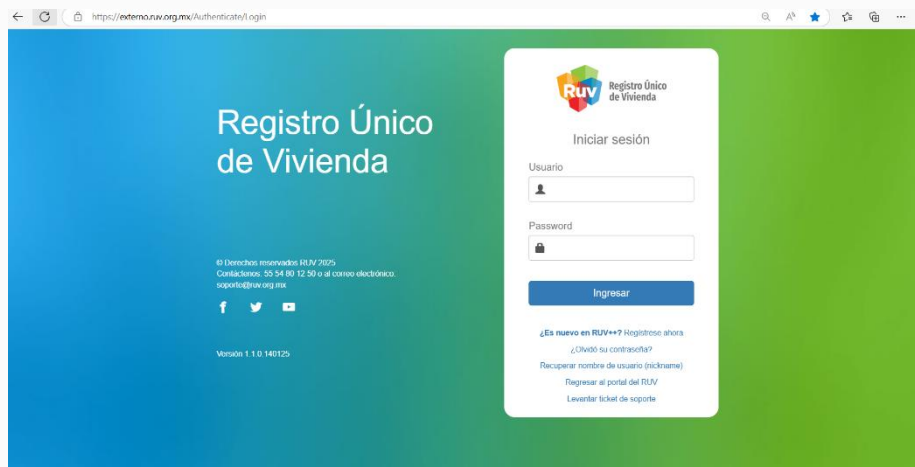 https://externo.ruv.org.mx/Authenticate/Login
Registro Único
de Vivienda
© Derechos reservados RUV 2025
Contáctenos: 55 54 80 12 50 o al correo electrónico:
soporte@ruv.org.mx
Versión 1.1.0.140125
Ruv Registro Único
de Vivienda
Iniciar sesión
Usuario
Password
Ingresar
¿Es nuevo en RUV++? Regístrese ahora
¿Olvidó su contraseña?
Recuperar nombre de usuario (nickname)
Regresar al portal del RUV
Levantar ticket de soporte